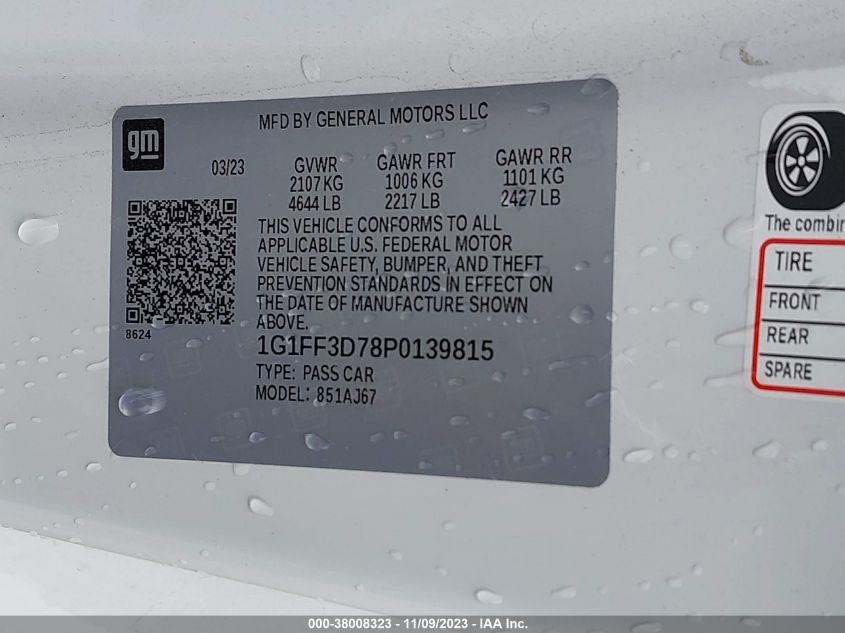 gm
MFD BY GENERAL MOTORS LLC
03/23 GVWR GAWR FRT GAWR RR
2107 KG 1006 KG 1101 KG
4644 LB 2217 LB 2427 LB
THIS VEHICLE CONFORMS TO ALL
APPLICABLE U.S. FEDERAL MOTOR
VEHICLE SAFETY, BUMPER, AND THEFT
PREVENTION STANDARDS IN EFFECT ON
THE DATE OF MANUFACTURE SHOWN
ABOVE.
8624
1G1FF3D78P0139815
TYPE: PASS CAR
MODEL: 851AJ67
The combin
TIRE
FRONT
REAR
SPARE
000-38008323 - 11/09/2023 - IAA Inc.